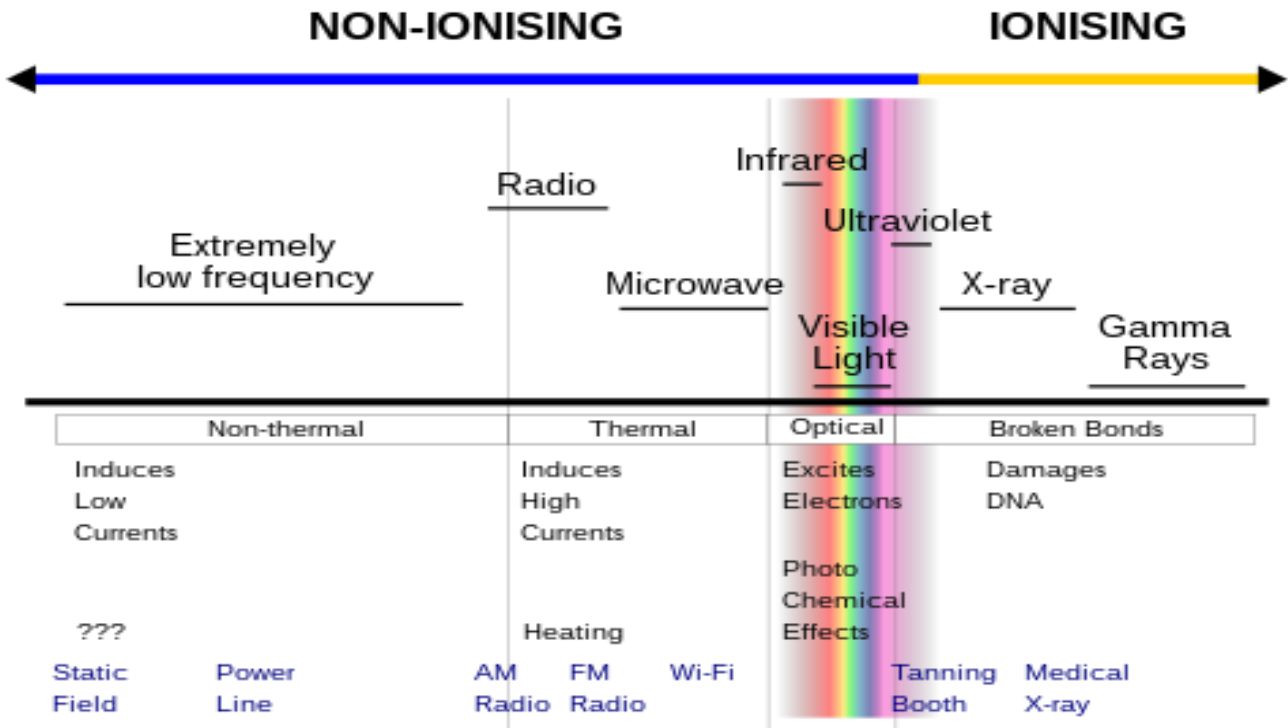 NON-IONISING IONISING
Infrared
Radio
Ultraviolet
Extremely
low frequency
Microwave
X-ray
Visible
Light
Gamma
Rays
Non-thermal Thermal Optical Broken Bonds
Induces
Low
Currents
???
Induces
High
Currents
Heating
Excites
Electrons
Photo
Chemical
Effects
Damages
DNA
Static
Field
Power
Line
AM
Radio
FM
Radio
Wi-Fi
Tanning
Booth
Medical
X-ray